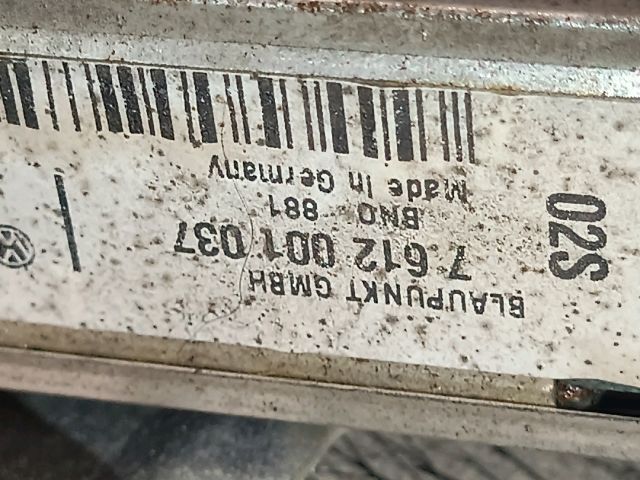 BLAUPUNKT GMBH
7 612 001 037
BNO 881
Made in Germany
02S